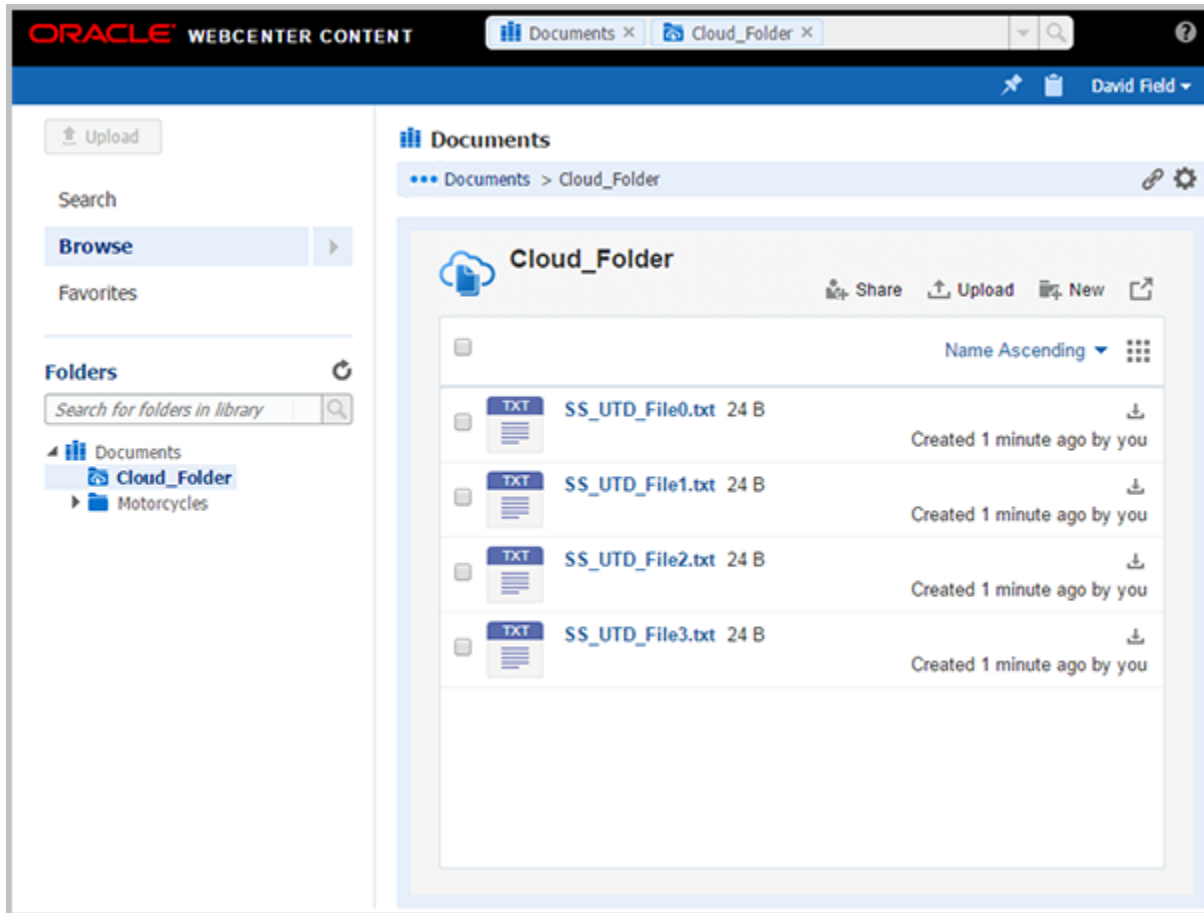 ORACLE WEBCENTER CONTENT Documents × Cloud_Folder ×
David Field
Upload
Search
Browse
Favorites
Folders
Search for folders in library
Documents
Cloud_Folder
Motorcycles
Documents
Documents > Cloud_Folder
Cloud_Folder
Share Upload New
Name Ascending
TXT SS_UTD_File0.txt 24 B
Created 1 minute ago by you
TXT SS_UTD_File1.txt 24 B
Created 1 minute ago by you
TXT SS_UTD_File2.txt 24 B
Created 1 minute ago by you
TXT SS_UTD_File3.txt 24 B
Created 1 minute ago by you